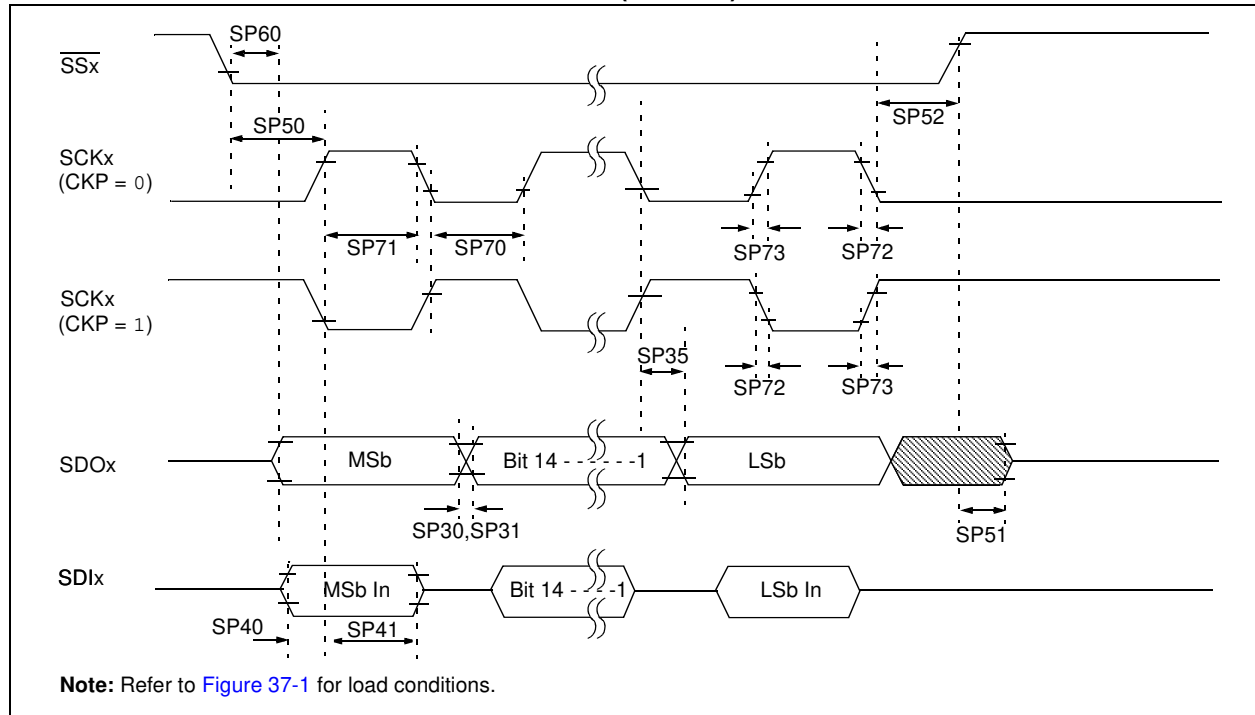 SP60
SSx
SP50
SP52
SCKx
(CKP = 0)
SP71
SP70
SP73
SP72
SCKx
(CKP = 1)
SP35
SP72
SP73
SDOx
MSb
Bit 14 - - - - - -1
LSb
SP30,SP31
SP51
SDIx
MSb In
Bit 14 - - - -1
LSb In
SP40
SP41
Note: Refer to Figure 37-1 for load conditions.